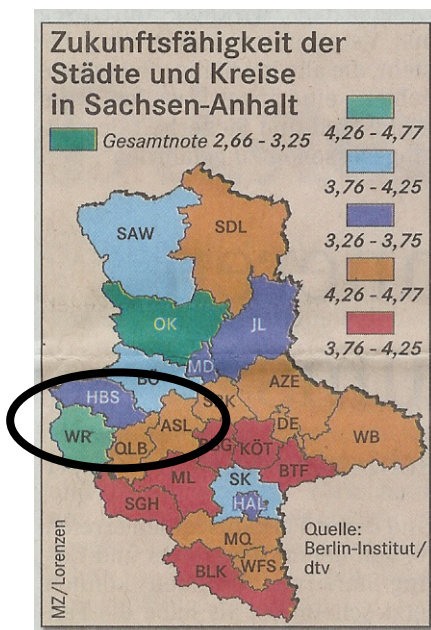 Zukunftsfähigkeit der
Städte und Kreise
in Sachsen-Anhalt
Gesamtnote 2,66 - 3,25
4,26 - 4,77
3,76 - 4,25
3,26 - 3,75
4,26 - 4,77
3,76 - 4,25
SAW
SDL
OK
JL
BÖ
MD
HBS
AZE
SBK
ASL
WR
QLB
DE
WB
BBG
KÖT
BTF
ML
SK
SGH
HAL
MQ
WFS
BLK
Quelle:
Berlin-Institut/
dtv
MZ/Lorenzen